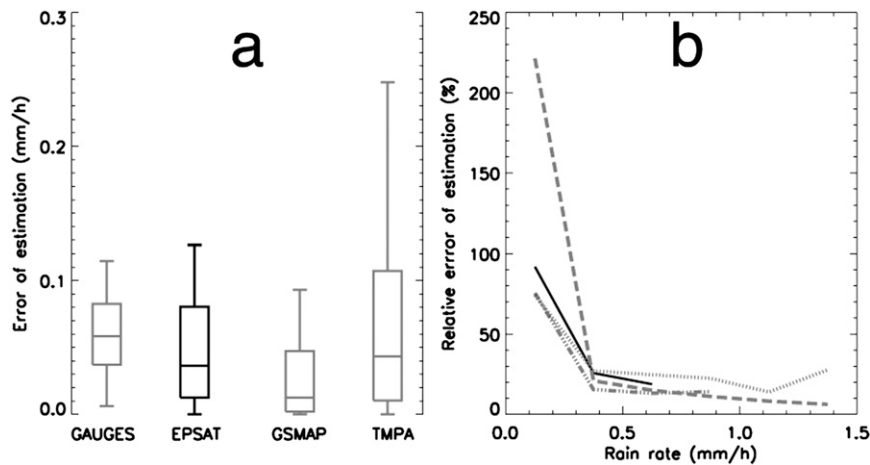 a
Error of estimation (mm/h)
0.3
0.2
0.1
0.0
GAUGES EPSAT GSMAP TMPA
b
Relative errror of estimation (%)
250
200
150
100
50
0
0.0 0.5 1.0 1.5
Rain rate (mm/h)